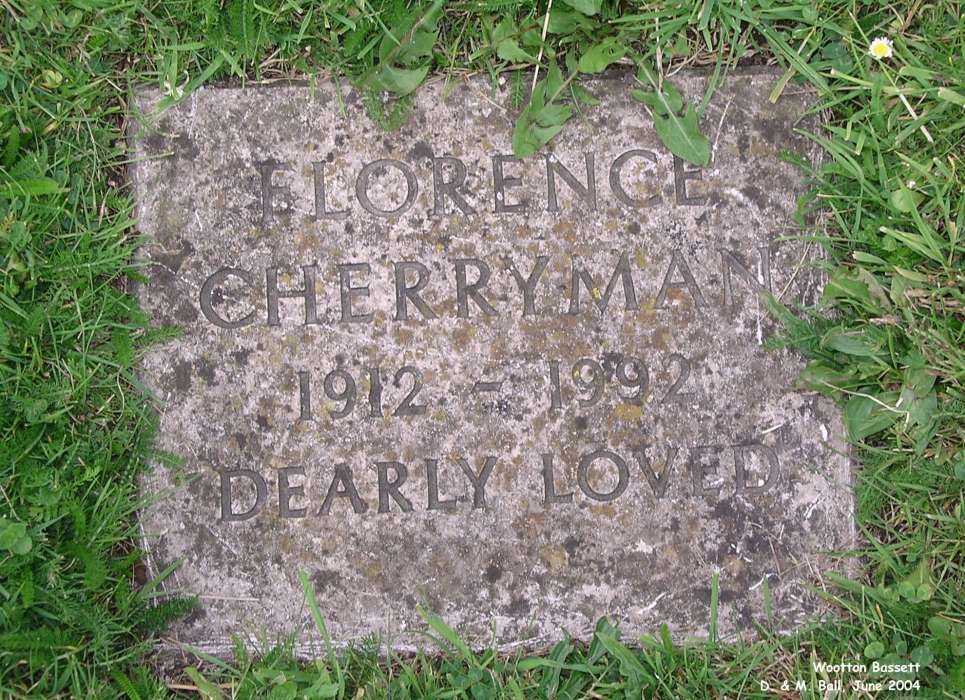 FLORENCE
CHERRYMAN
1912 - 1992
DEARLY LOVED
Wootton Bassett
D. & M. Ball, June 2004